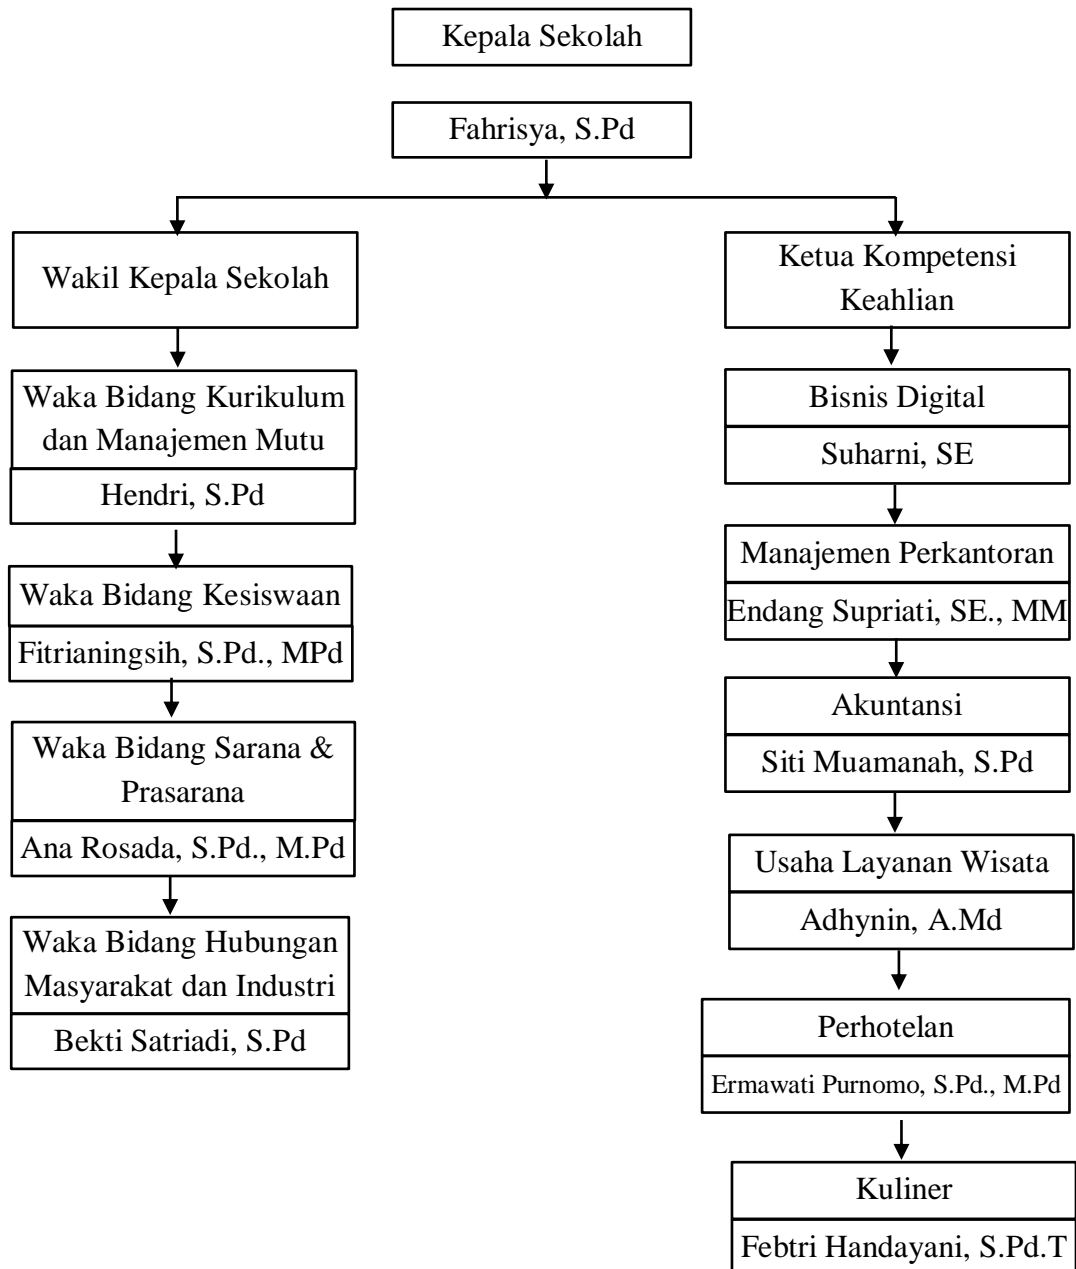 Kepala Sekolah
Fahrisya, S.Pd
Wakil Kepala Sekolah
Waka Bidang Kurikulum
dan Manajemen Mutu
Hendri, S.Pd
Waka Bidang Kesiswaan
Fitrianingsih, S.Pd., MPd
Waka Bidang Sarana &
Prasarana
Ana Rosada, S.Pd., M.Pd
Waka Bidang Hubungan
Masyarakat dan Industri
Bekti Satriadi, S.Pd
Ketua Kompetensi
Keahlian
Bisnis Digital
Suharni, SE
Manajemen Perkantoran
Endang Supriati, SE., MM
Akuntansi
Siti Muamanah, S.Pd
Usaha Layanan Wisata
Adhynin, A.Md
Perhotelan
Ermawati Purnomo, S.Pd., M.Pd
Kuliner
Febtri Handayani, S.Pd.T